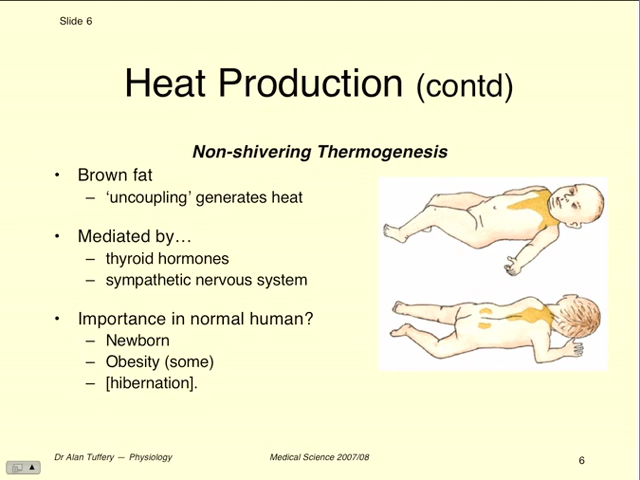 Slide 6
Heat Production (contd)
Non-shivering Thermogenesis
• Brown fat
– ‘uncoupling’ generates heat
• Mediated by…
– thyroid hormones
– sympathetic nervous system
• Importance in normal human?
– Newborn
– Obesity (some)
– [hibernation].
Dr Alan Tuffery — Physiology
Medical Science 2007/08
6